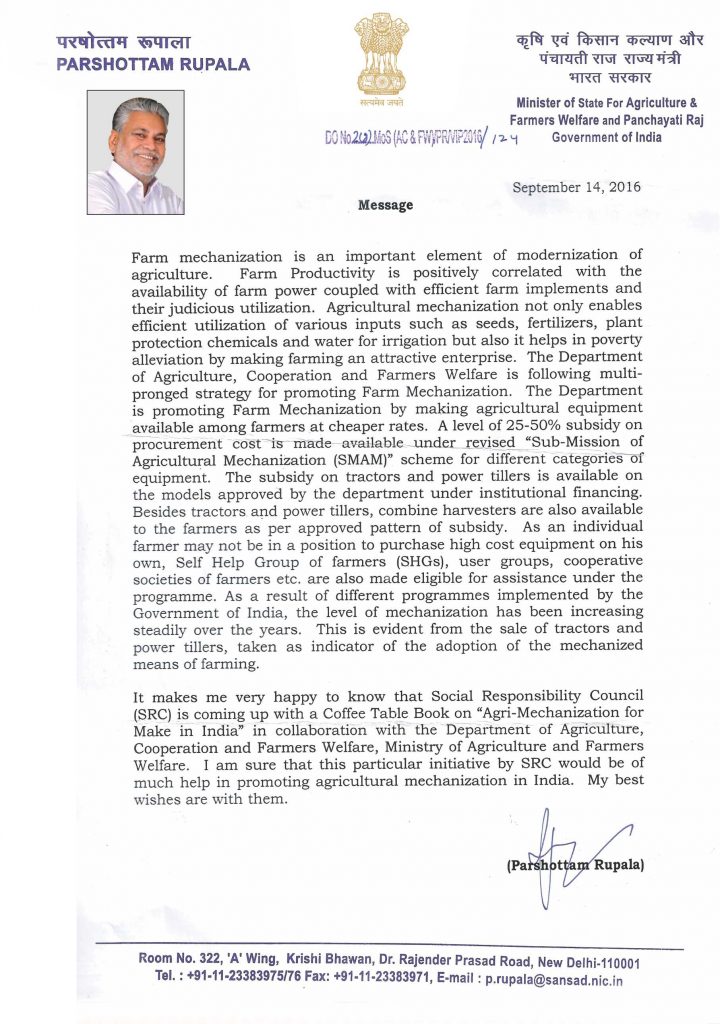 परषोत्तम रूपाला
PARSHOTTAM RUPALA
सत्यमेव जयते
कृषि एवं किसान कल्याण और
पंचायती राज राज्य मंत्री
भारत सरकार
Minister of State For Agriculture &
Farmers Welfare and Panchayati Raj
Government of India
DO No.2(2).MoS (AC & FW)/PR/VIP2016/124
September 14, 2016
Message
Farm mechanization is an important element of modernization of
agriculture. Farm Productivity is positively correlated with the
availability of farm power coupled with efficient farm implements and
their judicious utilization. Agricultural mechanization not only enables
efficient utilization of various inputs such as seeds, fertilizers, plant
protection chemicals and water for irrigation but also it helps in poverty
alleviation by making farming an attractive enterprise. The Department
of Agriculture, Cooperation and Farmers Welfare is following multi-
pronged strategy for promoting Farm Mechanization. The Department
is promoting Farm Mechanization by making agricultural equipment
available among farmers at cheaper rates. A level of 25-50% subsidy on
procurement cost is made available under revised “Sub-Mission of
Agricultural Mechanization (SMAM)” scheme for different categories of
equipment. The subsidy on tractors and power tillers is available on
the models approved by the department under institutional financing.
Besides tractors and power tillers, combine harvesters are also available
to the farmers as per approved pattern of subsidy. As an individual
farmer may not be in a position to purchase high cost equipment on his
own, Self Help Group of farmers (SHGs), user groups, cooperative
societies of farmers etc. are also made eligible for assistance under the
programme. As a result of different programmes implemented by the
Government of India, the level of mechanization has been increasing
steadily over the years. This is evident from the sale of tractors and
power tillers, taken as indicator of the adoption of the mechanized
means of farming.
It makes me very happy to know that Social Responsibility Council
(SRC) is coming up with a Coffee Table Book on “Agri-Mechanization for
Make in India” in collaboration with the Department of Agriculture,
Cooperation and Farmers Welfare, Ministry of Agriculture and Farmers
Welfare. I am sure that this particular initiative by SRC would be of
much help in promoting agricultural mechanization in India. My best
wishes are with them.
(Parshottam Rupala)
Room No. 322, 'A' Wing, Krishi Bhawan, Dr. Rajender Prasad Road, New Delhi-110001
Tel. : +91-11-23383975/76 Fax: +91-11-23383971, E-mail : p.rupala@sansad.nic.in